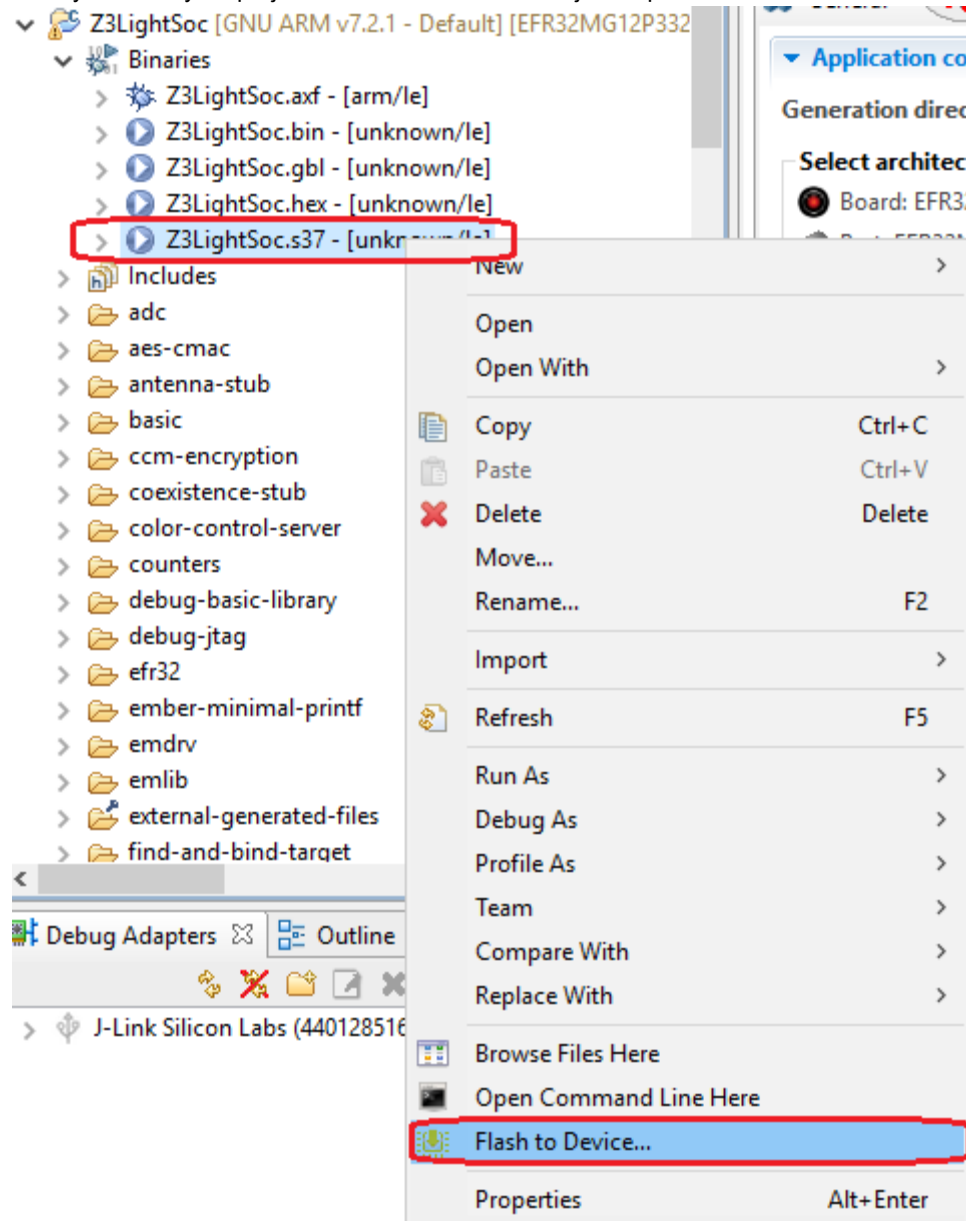 Z3LightSoc [GNU ARM v7.2.1 - Default] [EFR32MG12P332
Binaries
Z3LightSoc.axf - [arm/le]
Z3LightSoc.bin - [unknown/le]
Z3LightSoc.gbl - [unknown/le]
Z3LightSoc.hex - [unknown/le]
Z3LightSoc.s37 - [unknown/le]
Includes
adc
aes-cmac
antenna-stub
basic
ccm-encryption
coexistence-stub
color-control-server
counters
debug-basic-library
debug-jtag
efr32
ember-minimal-printf
emdrv
emlib
external-generated-files
find-and-bind-target
Application co
Generation direc
Select architec
Board: EFR3
New
Open
Open With
Copy Ctrl+C
Paste Ctrl+V
Delete Delete
Move...
Rename... F2
Import
Refresh F5
Run As
Debug As
Profile As
Team
Compare With
Replace With
Browse Files Here
Open Command Line Here
Flash to Device...
Properties Alt+Enter
Debug Adapters Outline
J-Link Silicon Labs (440128516